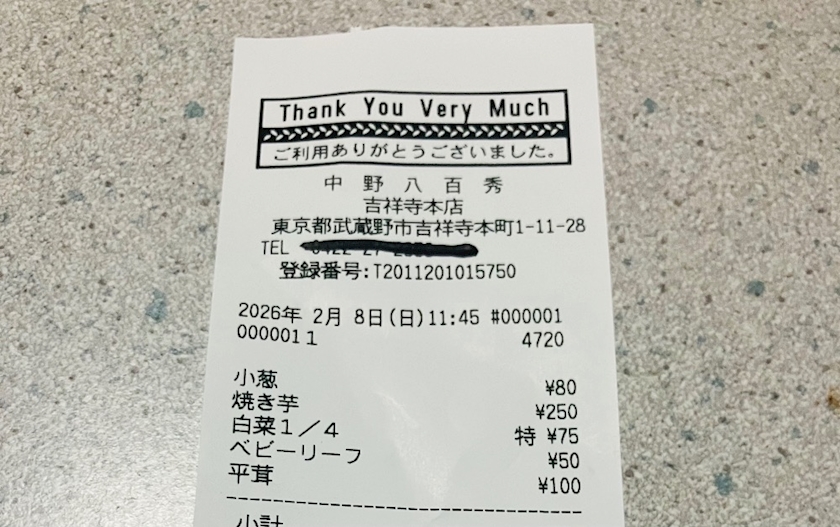 Thank You Very Much
ご利用ありがとうございました。
中野八百秀
吉祥寺本店
東京都武蔵野市吉祥寺本町1-11-28
TEL
登録番号:T2011201015750
2026年 2月 8日(日)11:45 #000001
0000011 4720
小葱 ¥80
焼き芋 ¥250
白菜1/4 特 ¥75
ベビーリーフ ¥50
平茸 ¥100
小計